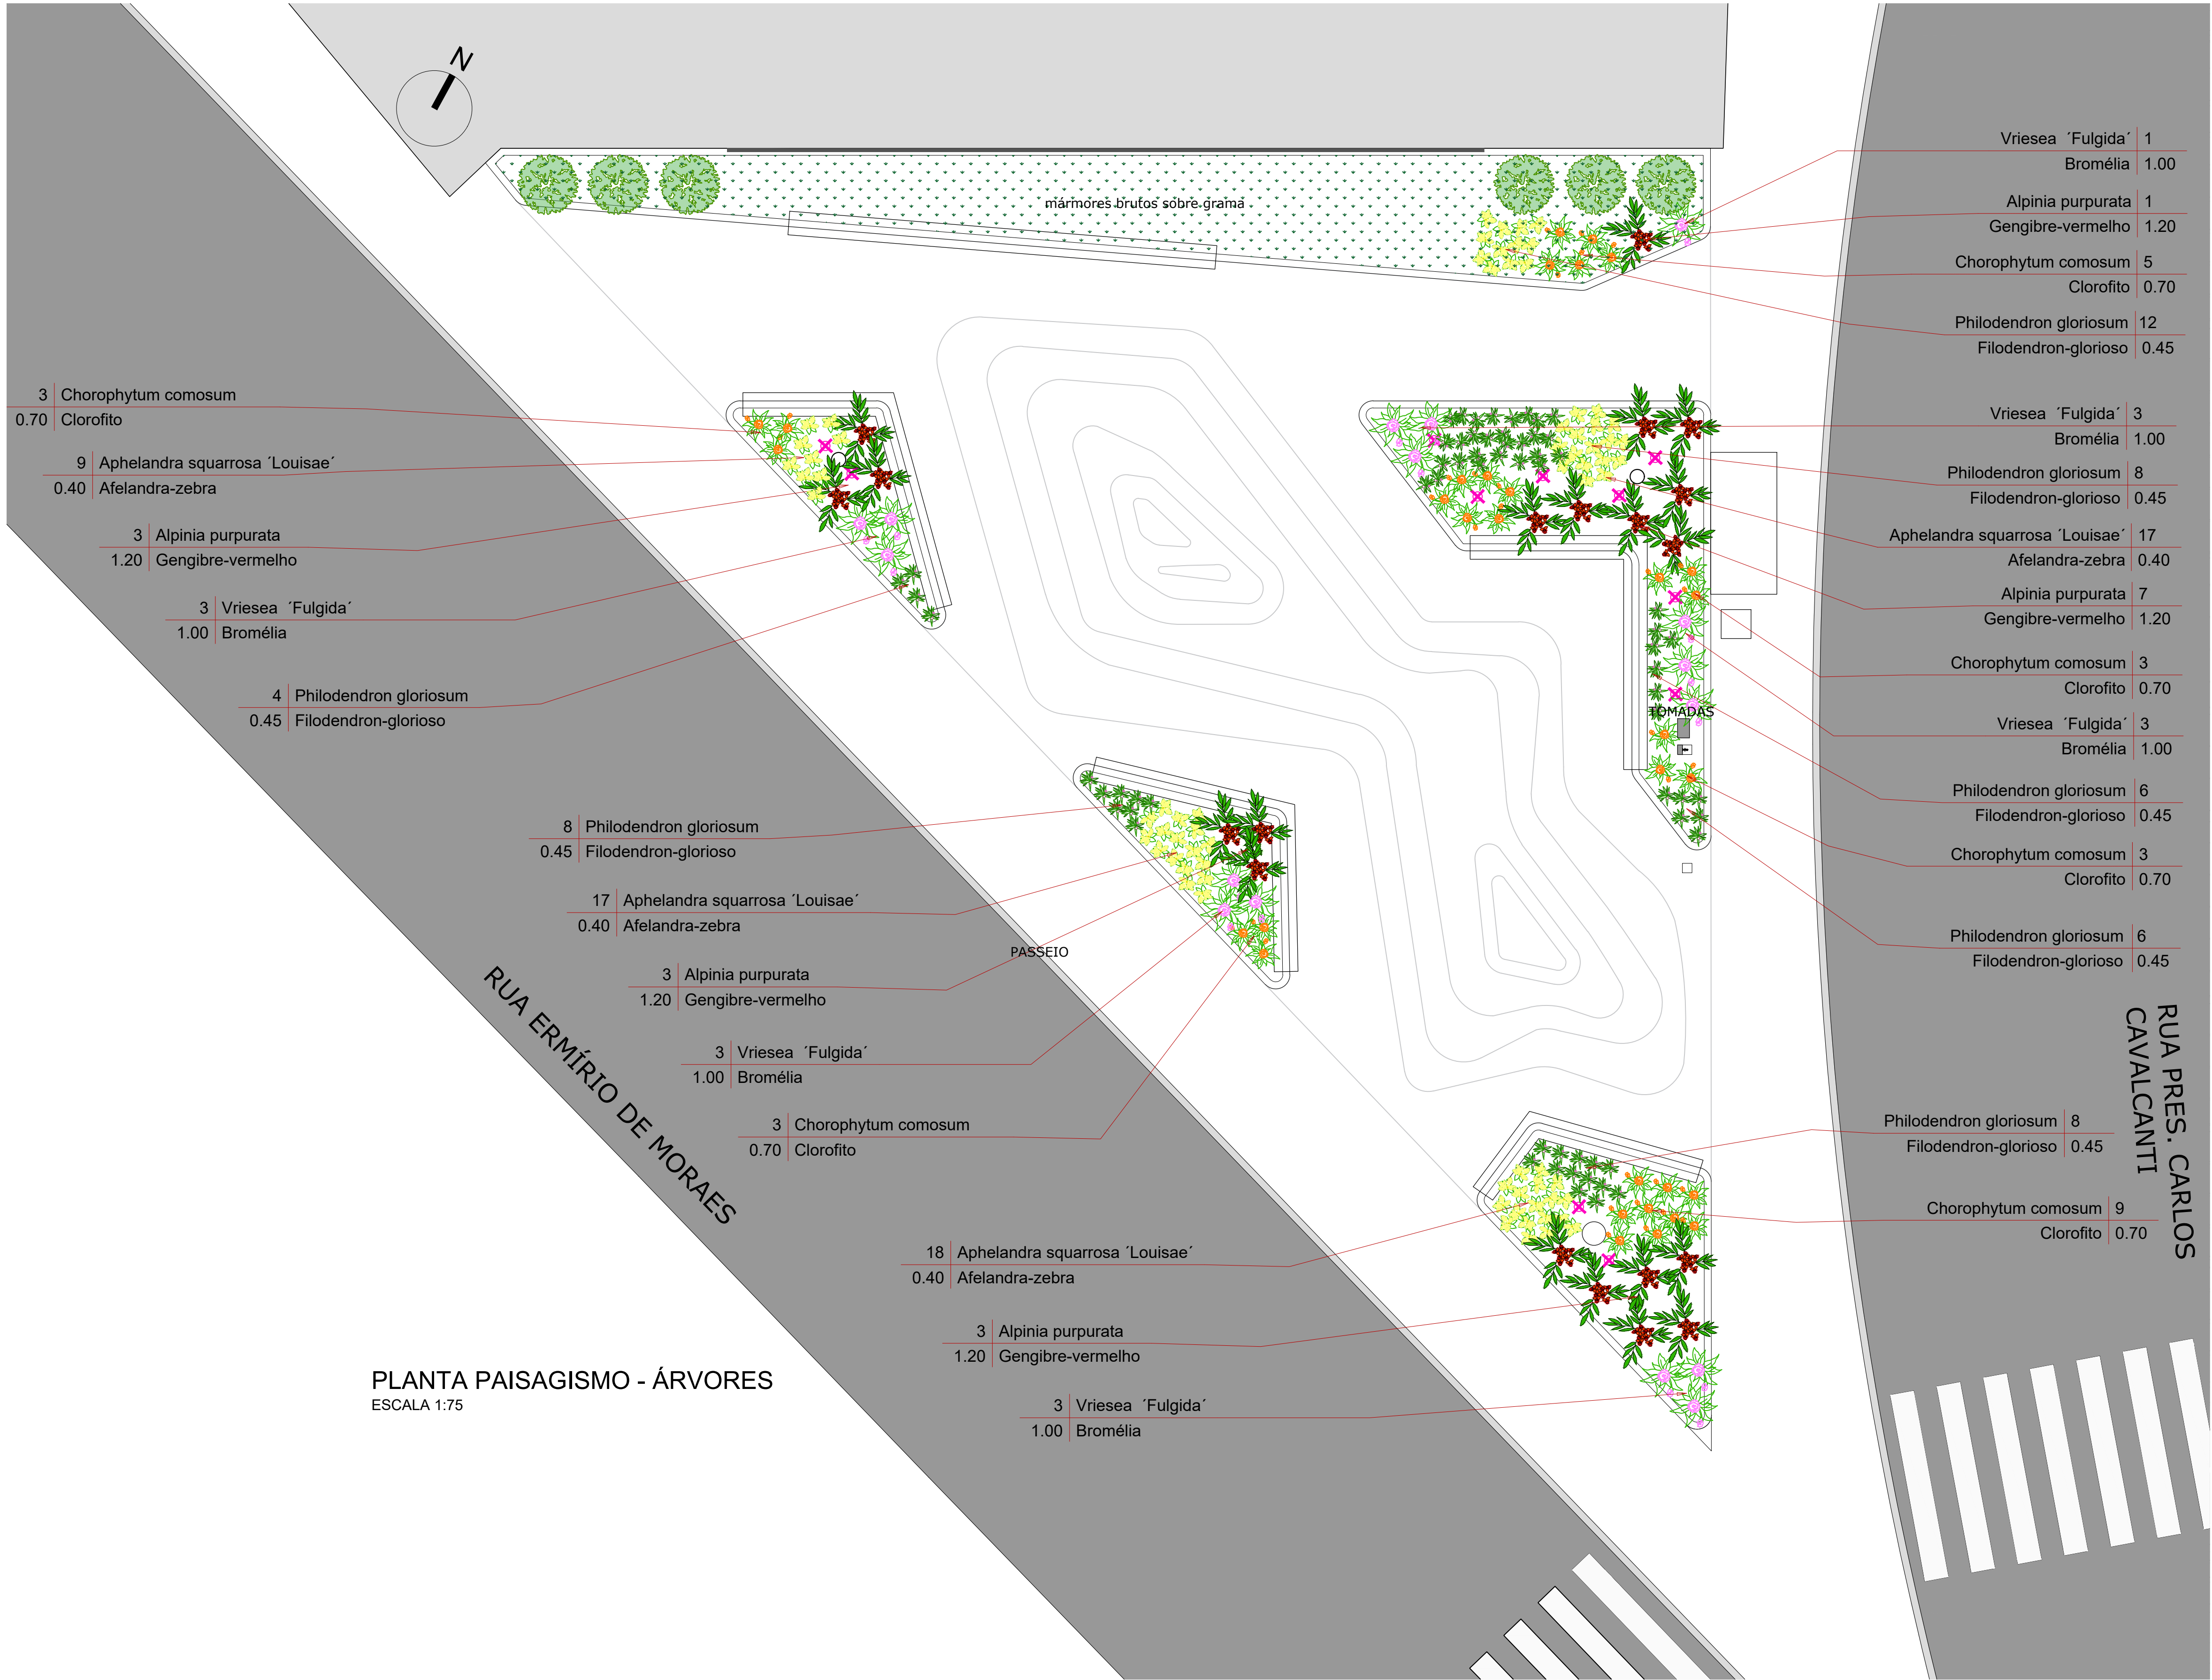 N
mármores brutos sobre grama
Vriesea ´Fulgida´ 1
Bromélia 1.00
Alpinia purpurata 1
Gengibre-vermelho 1.20
Chorophytum comosum 5
Clorofito 0.70
Philodendron gloriosum 12
Filodendron-glorioso 0.45
Vriesea ´Fulgida´ 3
Bromélia 1.00
Philodendron gloriosum 8
Filodendron-glorioso 0.45
Aphelandra squarrosa ´Louisae´ 17
Afelandra-zebra 0.40
Alpinia purpurata 7
Gengibre-vermelho 1.20
Chorophytum comosum 3
Clorofito 0.70
Vriesea ´Fulgida´ 3
Bromélia 1.00
Philodendron gloriosum 6
Filodendron-glorioso 0.45
Chorophytum comosum 3
Clorofito 0.70
Philodendron gloriosum 6
Filodendron-glorioso 0.45
Philodendron gloriosum 8
Filodendron-glorioso 0.45
Chorophytum comosum 9
Clorofito 0.70
3 Chorophytum comosum
0.70 Clorofito
9 Aphelandra squarrosa ´Louisae´
0.40 Afelandra-zebra
3 Alpinia purpurata
1.20 Gengibre-vermelho
3 Vriesea ´Fulgida´
1.00 Bromélia
4 Philodendron gloriosum
0.45 Filodendron-glorioso
8 Philodendron gloriosum
0.45 Filodendron-glorioso
17 Aphelandra squarrosa ´Louisae´
0.40 Afelandra-zebra
3 Alpinia purpurata
1.20 Gengibre-vermelho
3 Vriesea ´Fulgida´
1.00 Bromélia
3 Chorophytum comosum
0.70 Clorofito
18 Aphelandra squarrosa ´Louisae´
0.40 Afelandra-zebra
3 Alpinia purpurata
1.20 Gengibre-vermelho
3 Vriesea ´Fulgida´
1.00 Bromélia
TOMADAS
PASSEIO
RUA ERMÍRIO DE MORAES
RUA PRES. CARLOS
CAVALCANTI
PLANTA PAISAGISMO - ÁRVORES
ESCALA 1:75